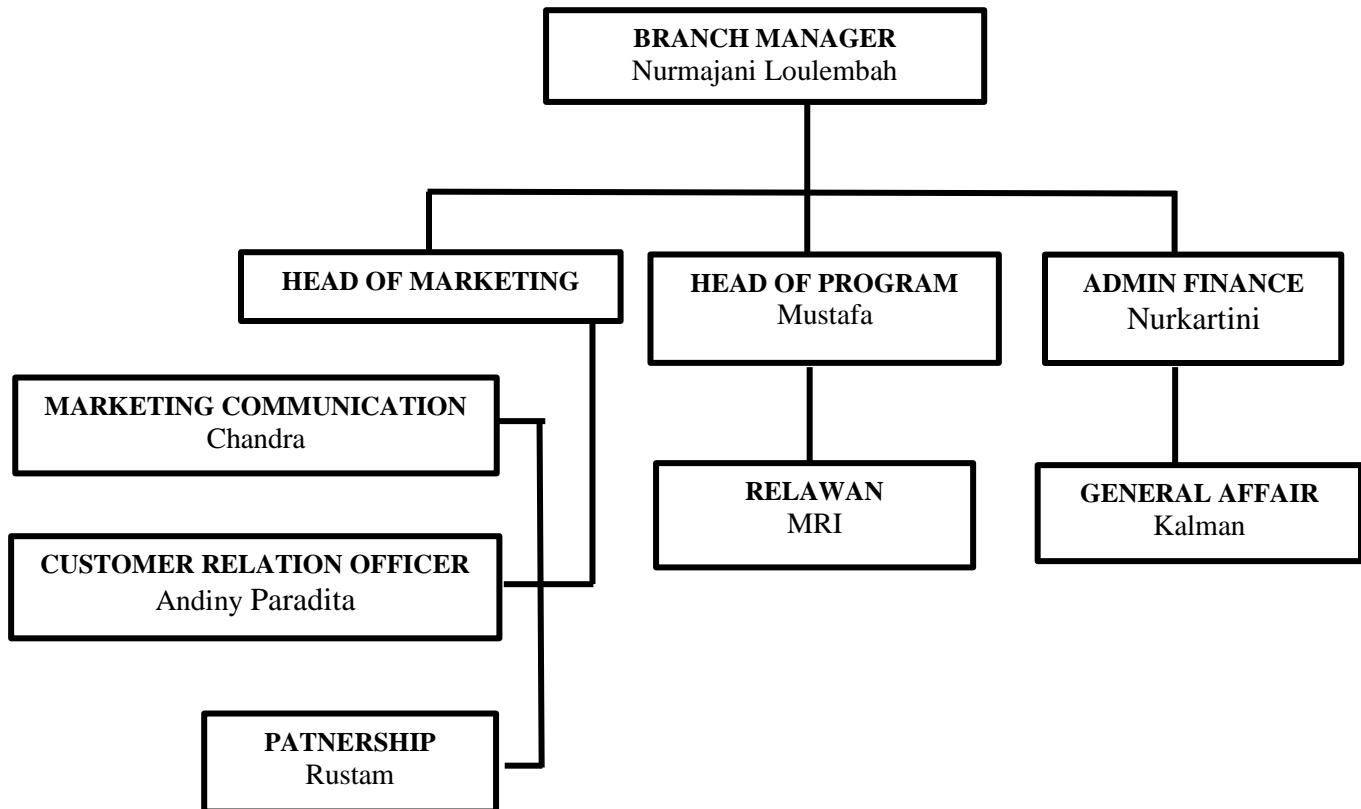 BRANCH MANAGER
Nurmajani Loulembah
HEAD OF MARKETING
HEAD OF PROGRAM
Mustafa
ADMIN FINANCE
Nurkartini
MARKETING COMMUNICATION
Chandra
RELAWAN
MRI
GENERAL AFFAIR
Kalman
CUSTOMER RELATION OFFICER
Andiny Paradita
PATNERSHIP
Rustam